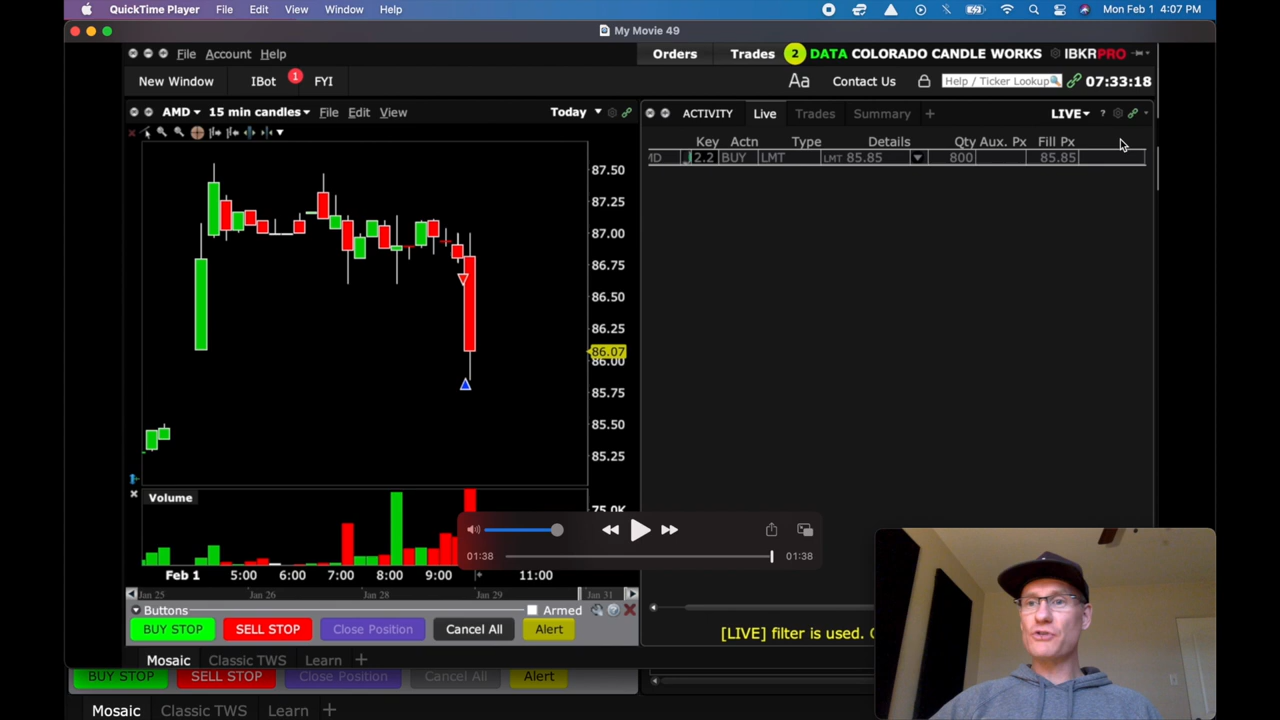 QuickTime Player File Edit View Window Help Mon Feb 1 4:07 PM
My Movie 49
File Account Help Orders Trades 2 DATA COLORADO CANDLE WORKS IBKRPRO
New Window IBot 1 FYI Aa Contact Us Help / Ticker Lookup 07:33:18
AMD 15 min candles File Edit View Today
ACTIVITY Live Trades Summary + LIVE ?
Key Actn Type Details Qty Aux. Px Fill Px
MD 2.2 BUY LMT LMT 85.85 800 85.85
87.50
87.25
87.00
86.75
86.50
86.25
86.07
86.00
85.75
85.50
85.25
Volume
75.0K
01:38 01:38
Feb 1 5:00 6:00 7:00 8:00 9:00 11:00
Jan 25 Jan 26 Jan 28 Jan 29 Jan 31
Buttons Armed
BUY STOP SELL STOP Close Position Cancel All Alert
[LIVE] filter is used.
Mosaic Classic TWS Learn +
BUY STOP SELL STOP Close Position Cancel All Alert
Mosaic Classic TWS Learn +